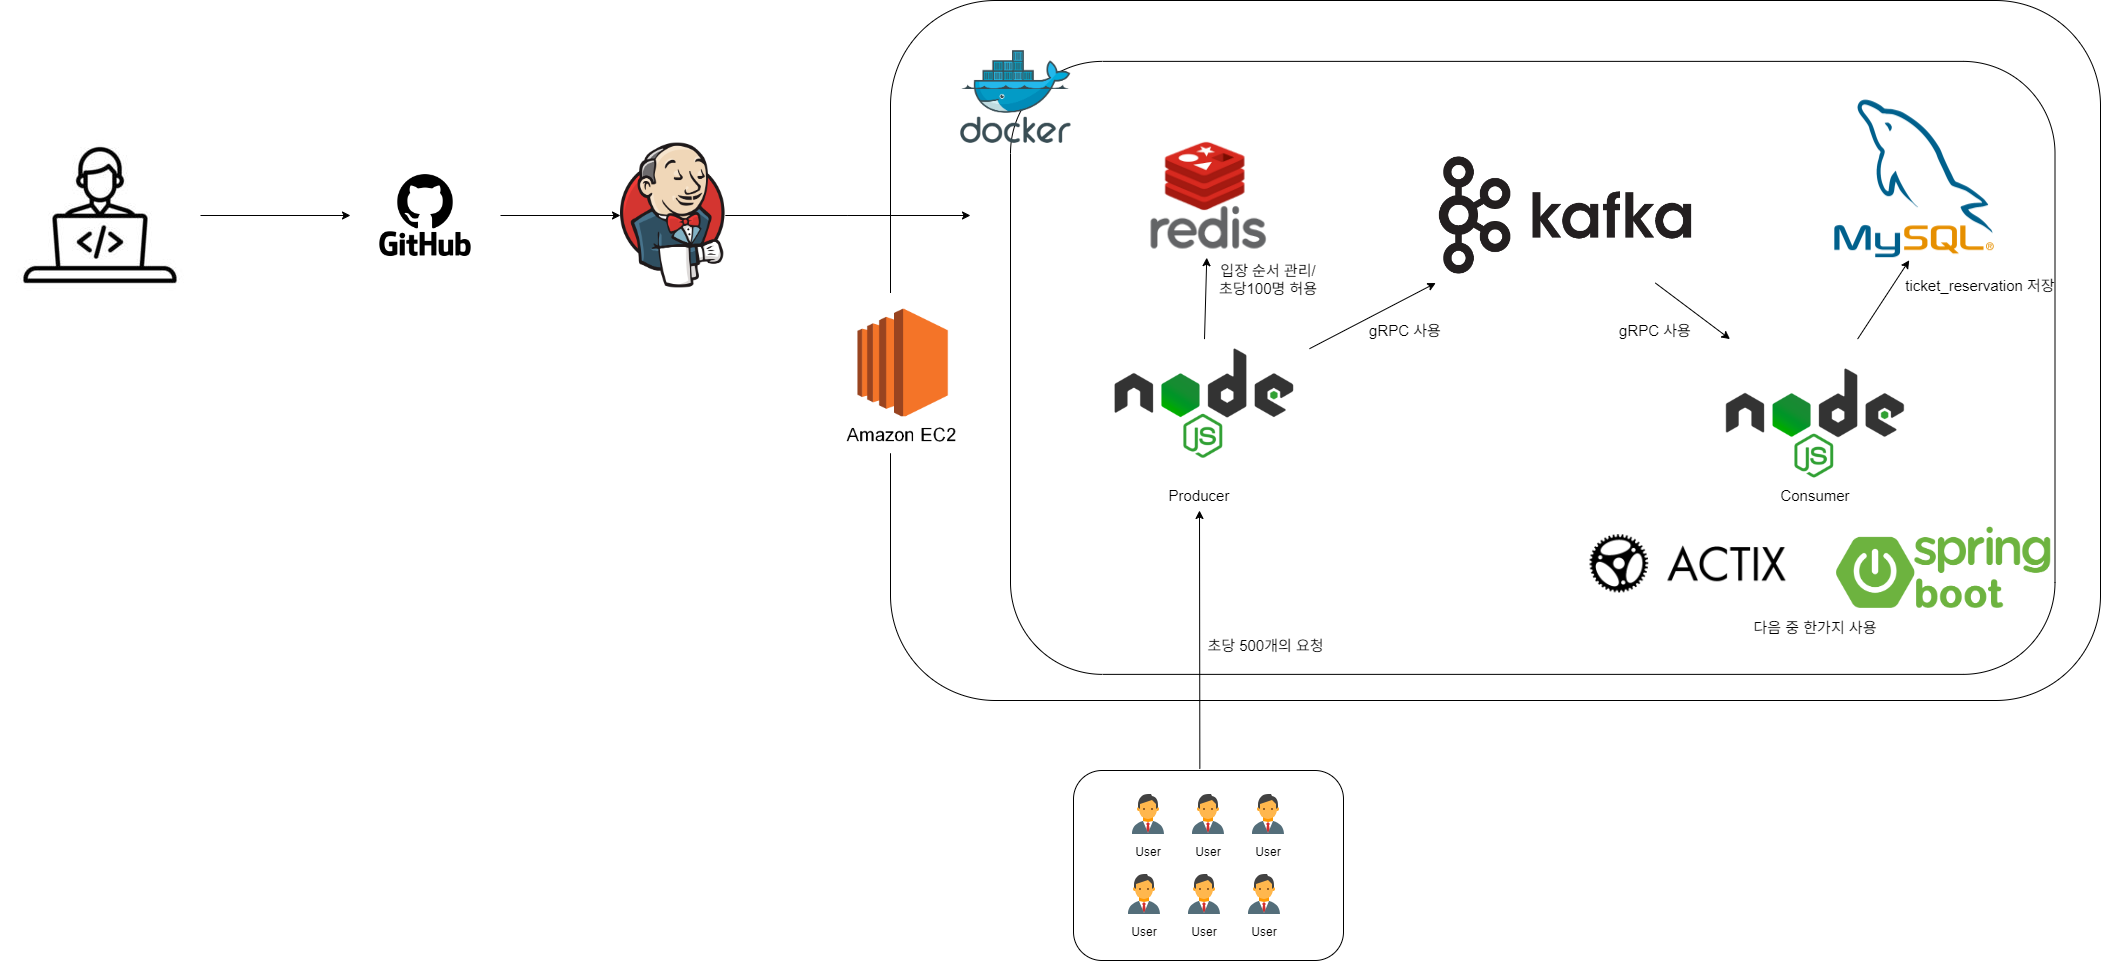 docker
GitHub
redis
kafka
MySQL®
입장 순서 관리/
초당100명 허용
ticket_reservation 저장
gRPC 사용
gRPC 사용
</>
Amazon EC2
node
JS
node
JS
Producer
Consumer
ACTIX
spring
boot
다음 중 한가지 사용
초당 500개의 요청
User
User
User
User
User
User